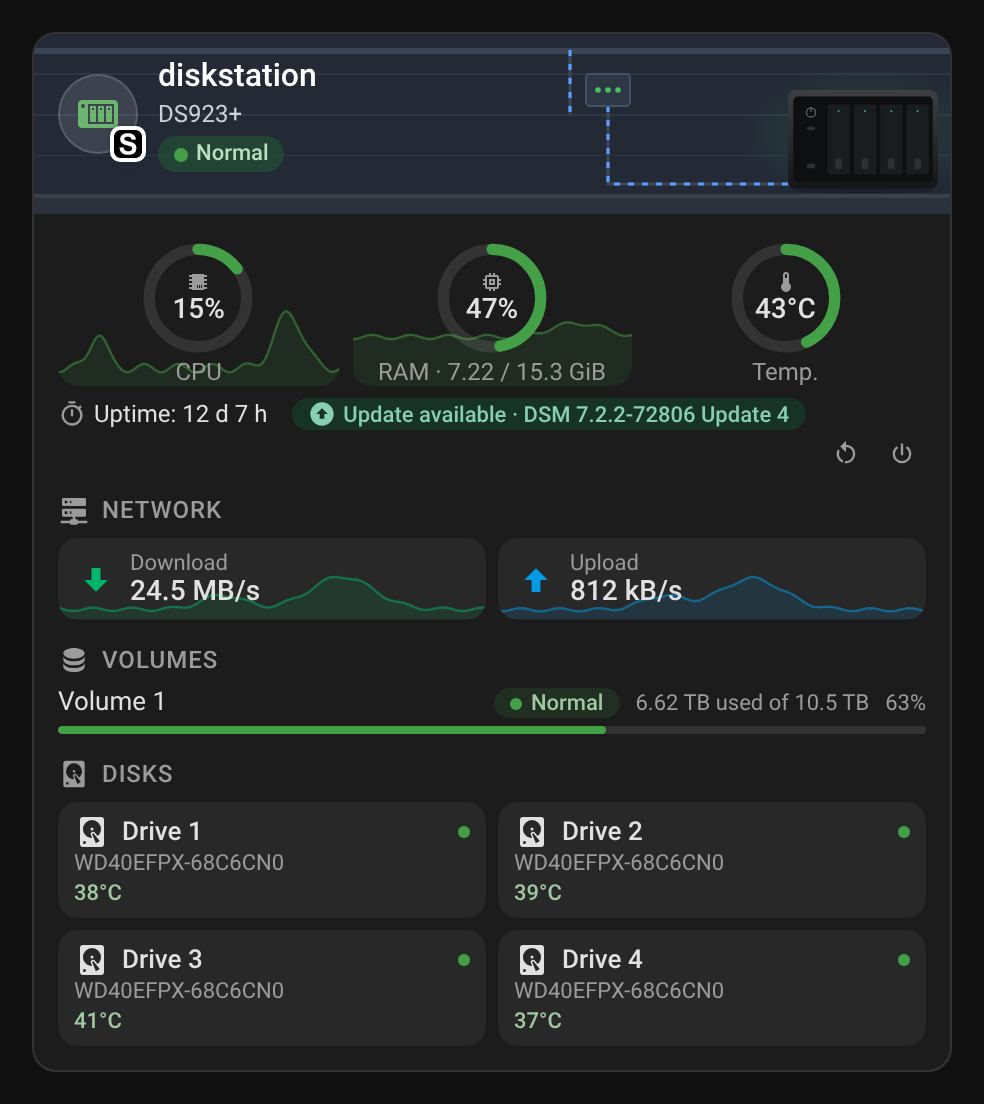 diskstation
DS923+
S
Normal
15%
CPU
47%
RAM · 7.22 / 15.3 GiB
43°C
Temp.
Uptime: 12 d 7 h
Update available · DSM 7.2.2-72806 Update 4
NETWORK
Download
24.5 MB/s
Upload
812 kB/s
VOLUMES
Volume 1
Normal
6.62 TB used of 10.5 TB 63%
DISKS
Drive 1
WD40EFPX-68C6CN0
38°C
Drive 2
WD40EFPX-68C6CN0
39°C
Drive 3
WD40EFPX-68C6CN0
41°C
Drive 4
WD40EFPX-68C6CN0
37°C